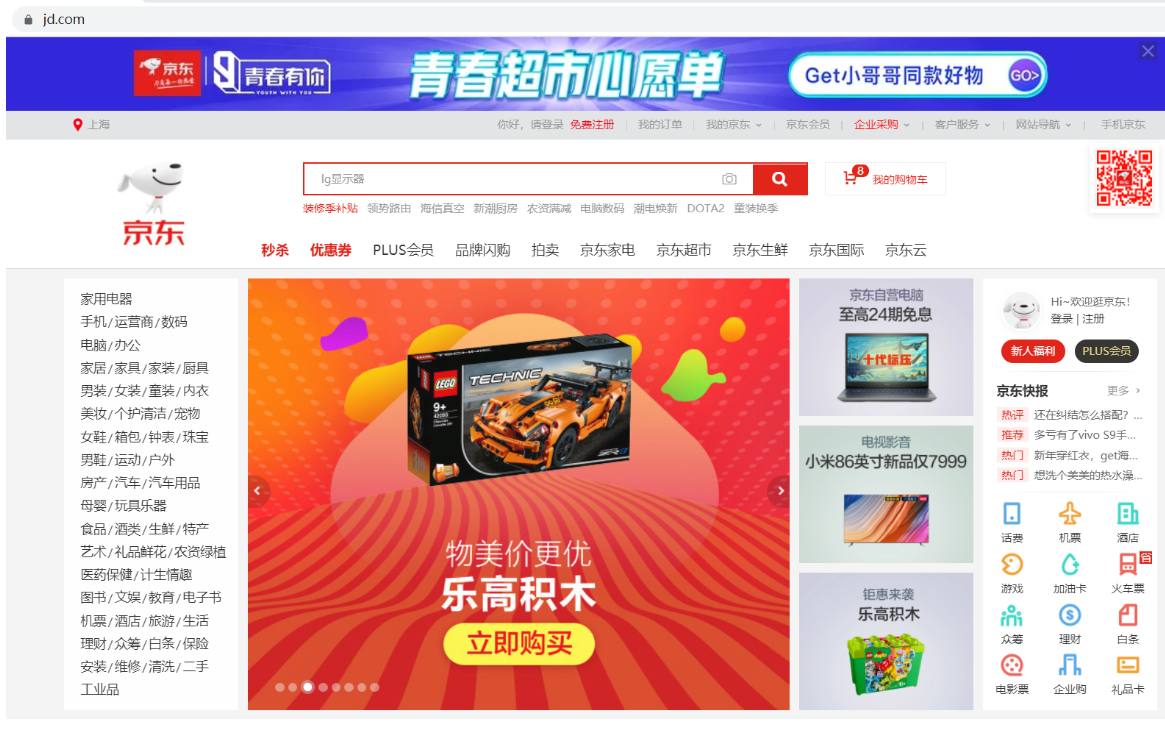 jd.com
京东
青春有你
YOUTH WITH YOU
青春超市心愿单
Get小哥哥同款好物 GO>
上海
你好，请登录 免费注册 我的订单 我的京东 京东会员 企业采购 客户服务 网站导航 手机京东
lg显示器
8 我的购物车
装修季补贴 领势路由 海信真空 新潮厨房 农资满减 电脑数码 潮电焕新 DOTA2 童装换季
京东
秒杀 优惠券 PLUS会员 品牌闪购 拍卖 京东家电 京东超市 京东生鲜 京东国际 京东云
家用电器
手机/运营商/数码
电脑/办公
家居/家具/家装/厨具
男装/女装/童装/内衣
美妆/个护清洁/宠物
女鞋/箱包/钟表/珠宝
男鞋/运动/户外
房产/汽车/汽车用品
母婴/玩具乐器
食品/酒类/生鲜/特产
艺术/礼品鲜花/农资绿植
医药保健/计生情趣
图书/文娱/教育/电子书
机票/酒店/旅游/生活
理财/众筹/白条/保险
安装/维修/清洗/二手
工业品
LEGO TECHNIC
9+
物美价更优
乐高积木
立即购买
京东自营电脑
至高24期免息
十代标压
电视影音
小米86英寸新品仅7999
钜惠来袭
乐高积木
Hi~欢迎逛京东!
登录 | 注册
新人福利 PLUS会员
京东快报 更多
热评 还在纠结怎么搭配？...
推荐 多亏有了vivo S9手...
热门 新年穿红衣，get海...
热门 想洗个美美的热水澡...
话费 机票 酒店
游戏 加油卡 火车票
众筹 理财 白条
电影票 企业购 礼品卡